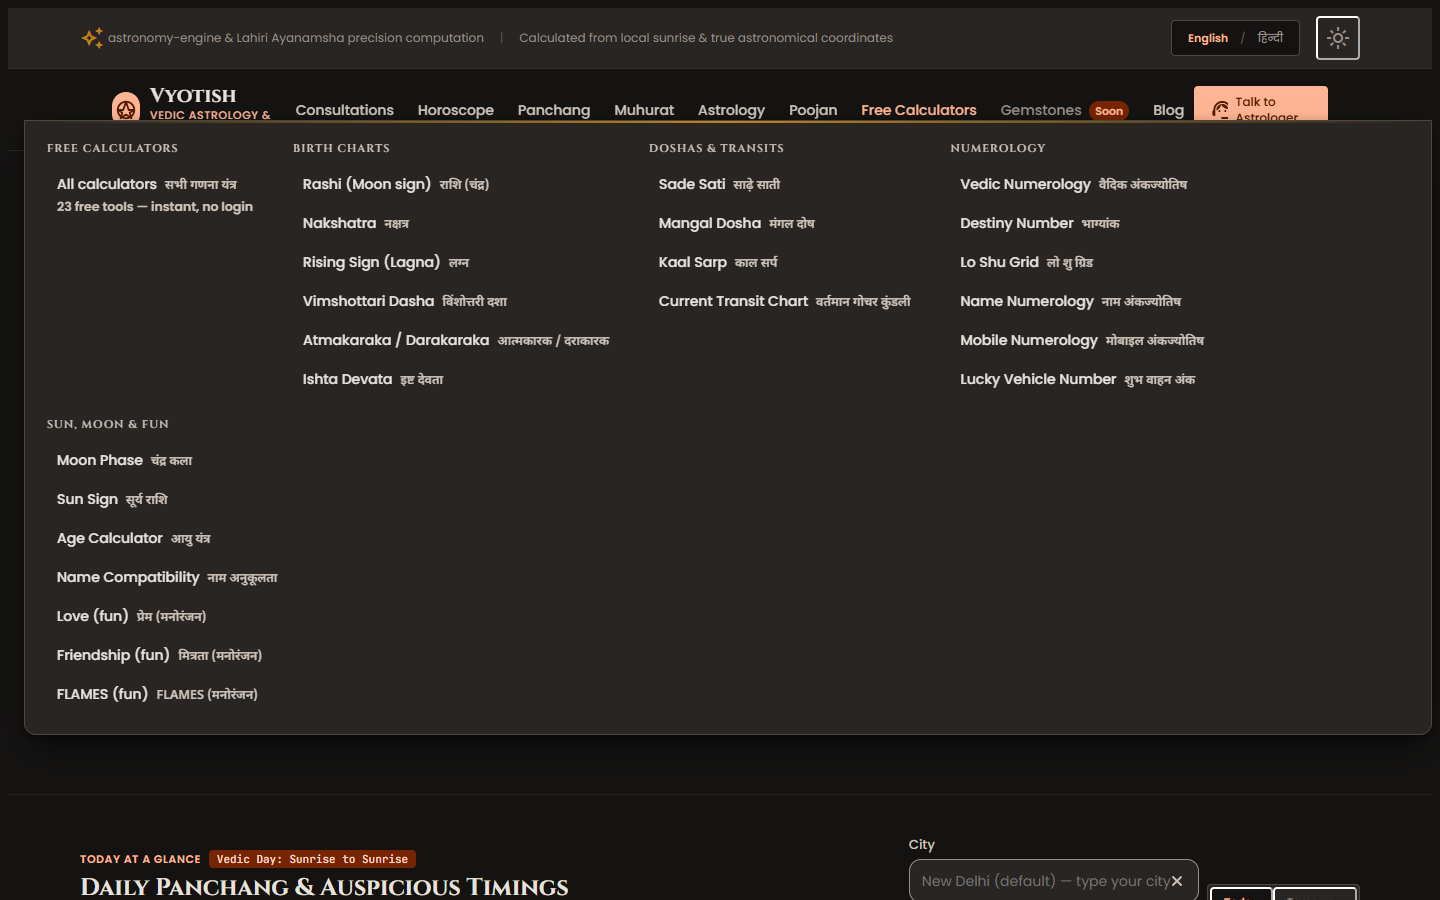 astronomy-engine & Lahiri Ayanamsha precision computation | Calculated from local sunrise & true astronomical coordinates
English / हिन्दी
VYOTISH
VEDIC ASTROLOGY &
Consultations Horoscope Panchang Muhurat Astrology Poojan Free Calculators Gemstones Soon Blog
Talk to
Astrologer
FREE CALCULATORS
All calculators सभी गणना यंत्र
23 free tools — instant, no login
BIRTH CHARTS
Rashi (Moon sign) राशि (चंद्र)
Nakshatra नक्षत्र
Rising Sign (Lagna) लग्न
Vimshottari Dasha विंशोत्तरी दशा
Atmakaraka / Darakaraka आत्मकारक / दराकारक
Ishta Devata इष्ट देवता
DOSHAS & TRANSITS
Sade Sati साढ़े साती
Mangal Dosha मंगल दोष
Kaal Sarp काल सर्प
Current Transit Chart वर्तमान गोचर कुंडली
NUMEROLOGY
Vedic Numerology वैदिक अंकज्योतिष
Destiny Number भाग्यांक
Lo Shu Grid लो शु ग्रिड
Name Numerology नाम अंकज्योतिष
Mobile Numerology मोबाइल अंकज्योतिष
Lucky Vehicle Number शुभ वाहन अंक
SUN, MOON & FUN
Moon Phase चंद्र कला
Sun Sign सूर्य राशि
Age Calculator आयु यंत्र
Name Compatibility नाम अनुकूलता
Love (fun) प्रेम (मनोरंजन)
Friendship (fun) मित्रता (मनोरंजन)
FLAMES (fun) FLAMES (मनोरंजन)
TODAY AT A GLANCE Vedic Day: Sunrise to Sunrise
DAILY PANCHANG & AUSPICIOUS TIMINGS
City
New Delhi (default) — type your city